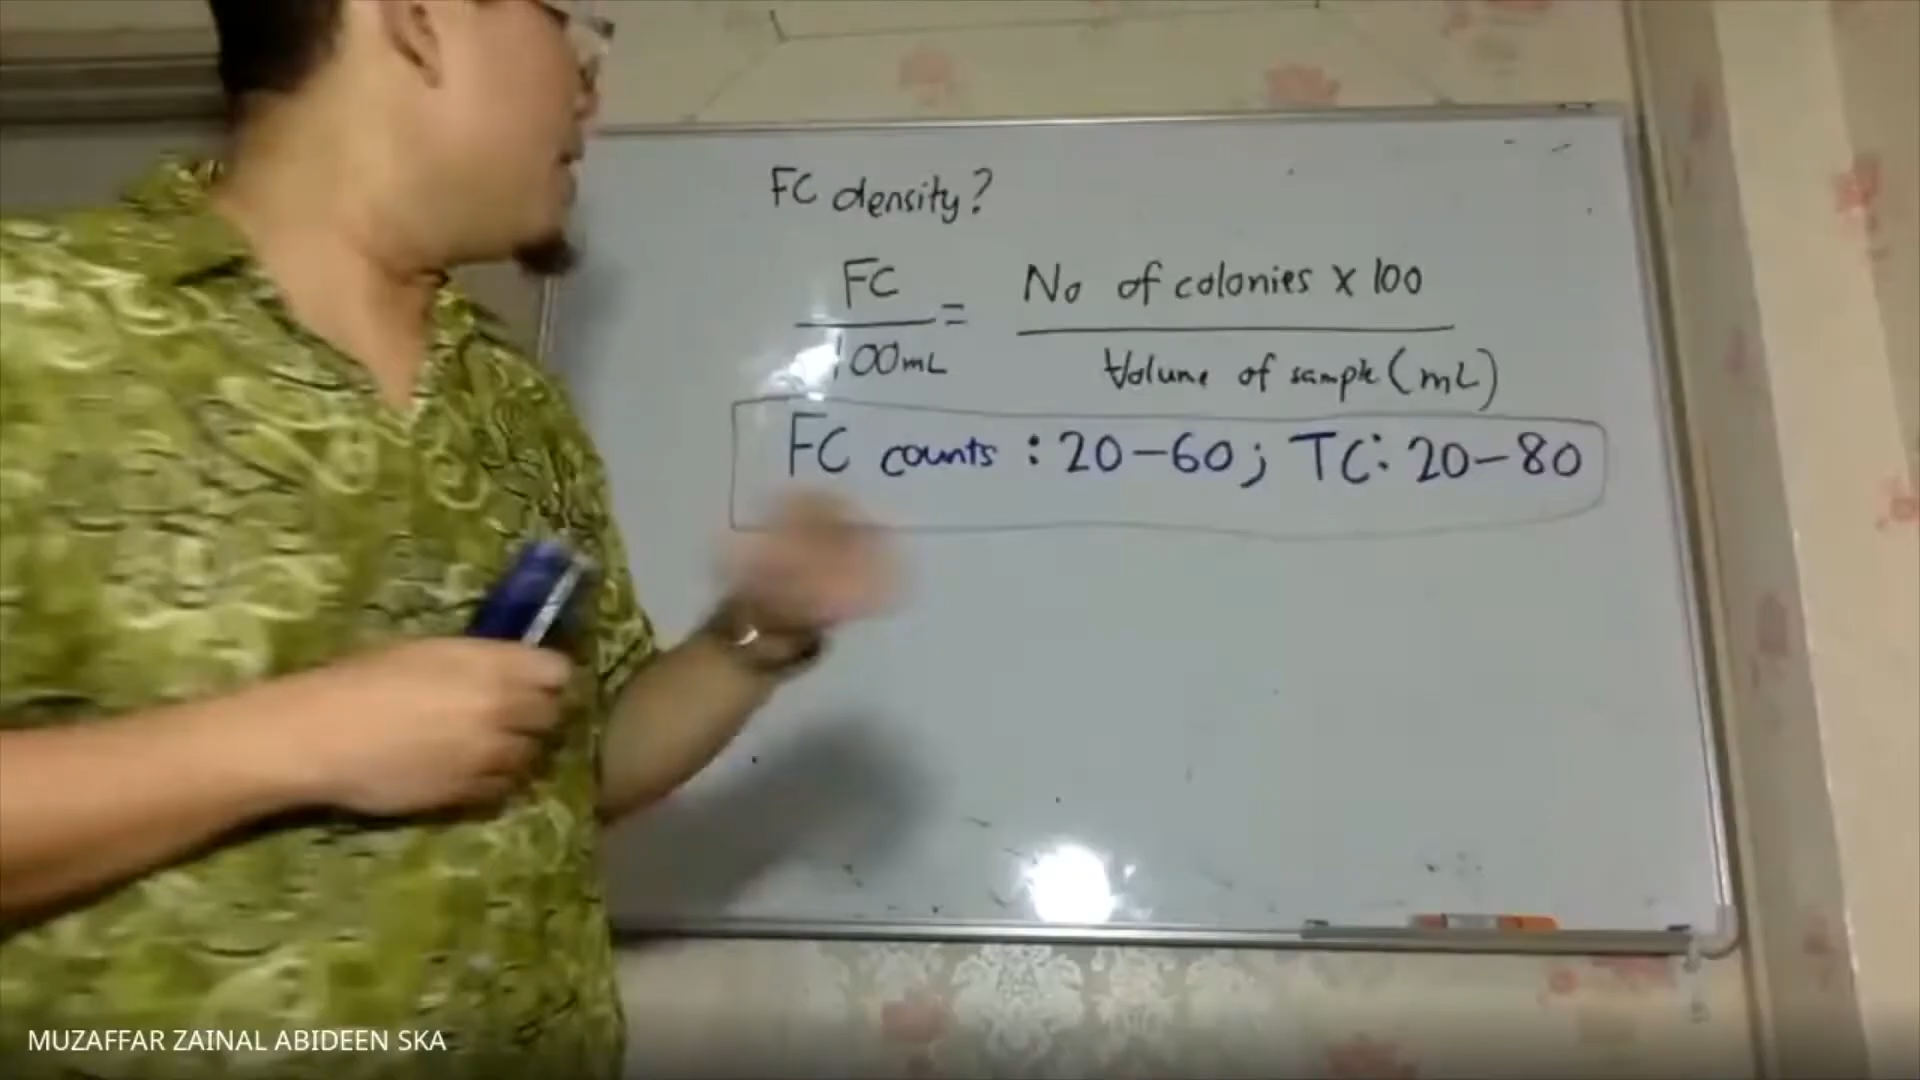 FC density?
FC
100mL
=
No of colonies x 100
Volume of sample (mL)
FC counts : 20-60; TC: 20-80
MUZAFFAR ZAINAL ABIDEEN SKA